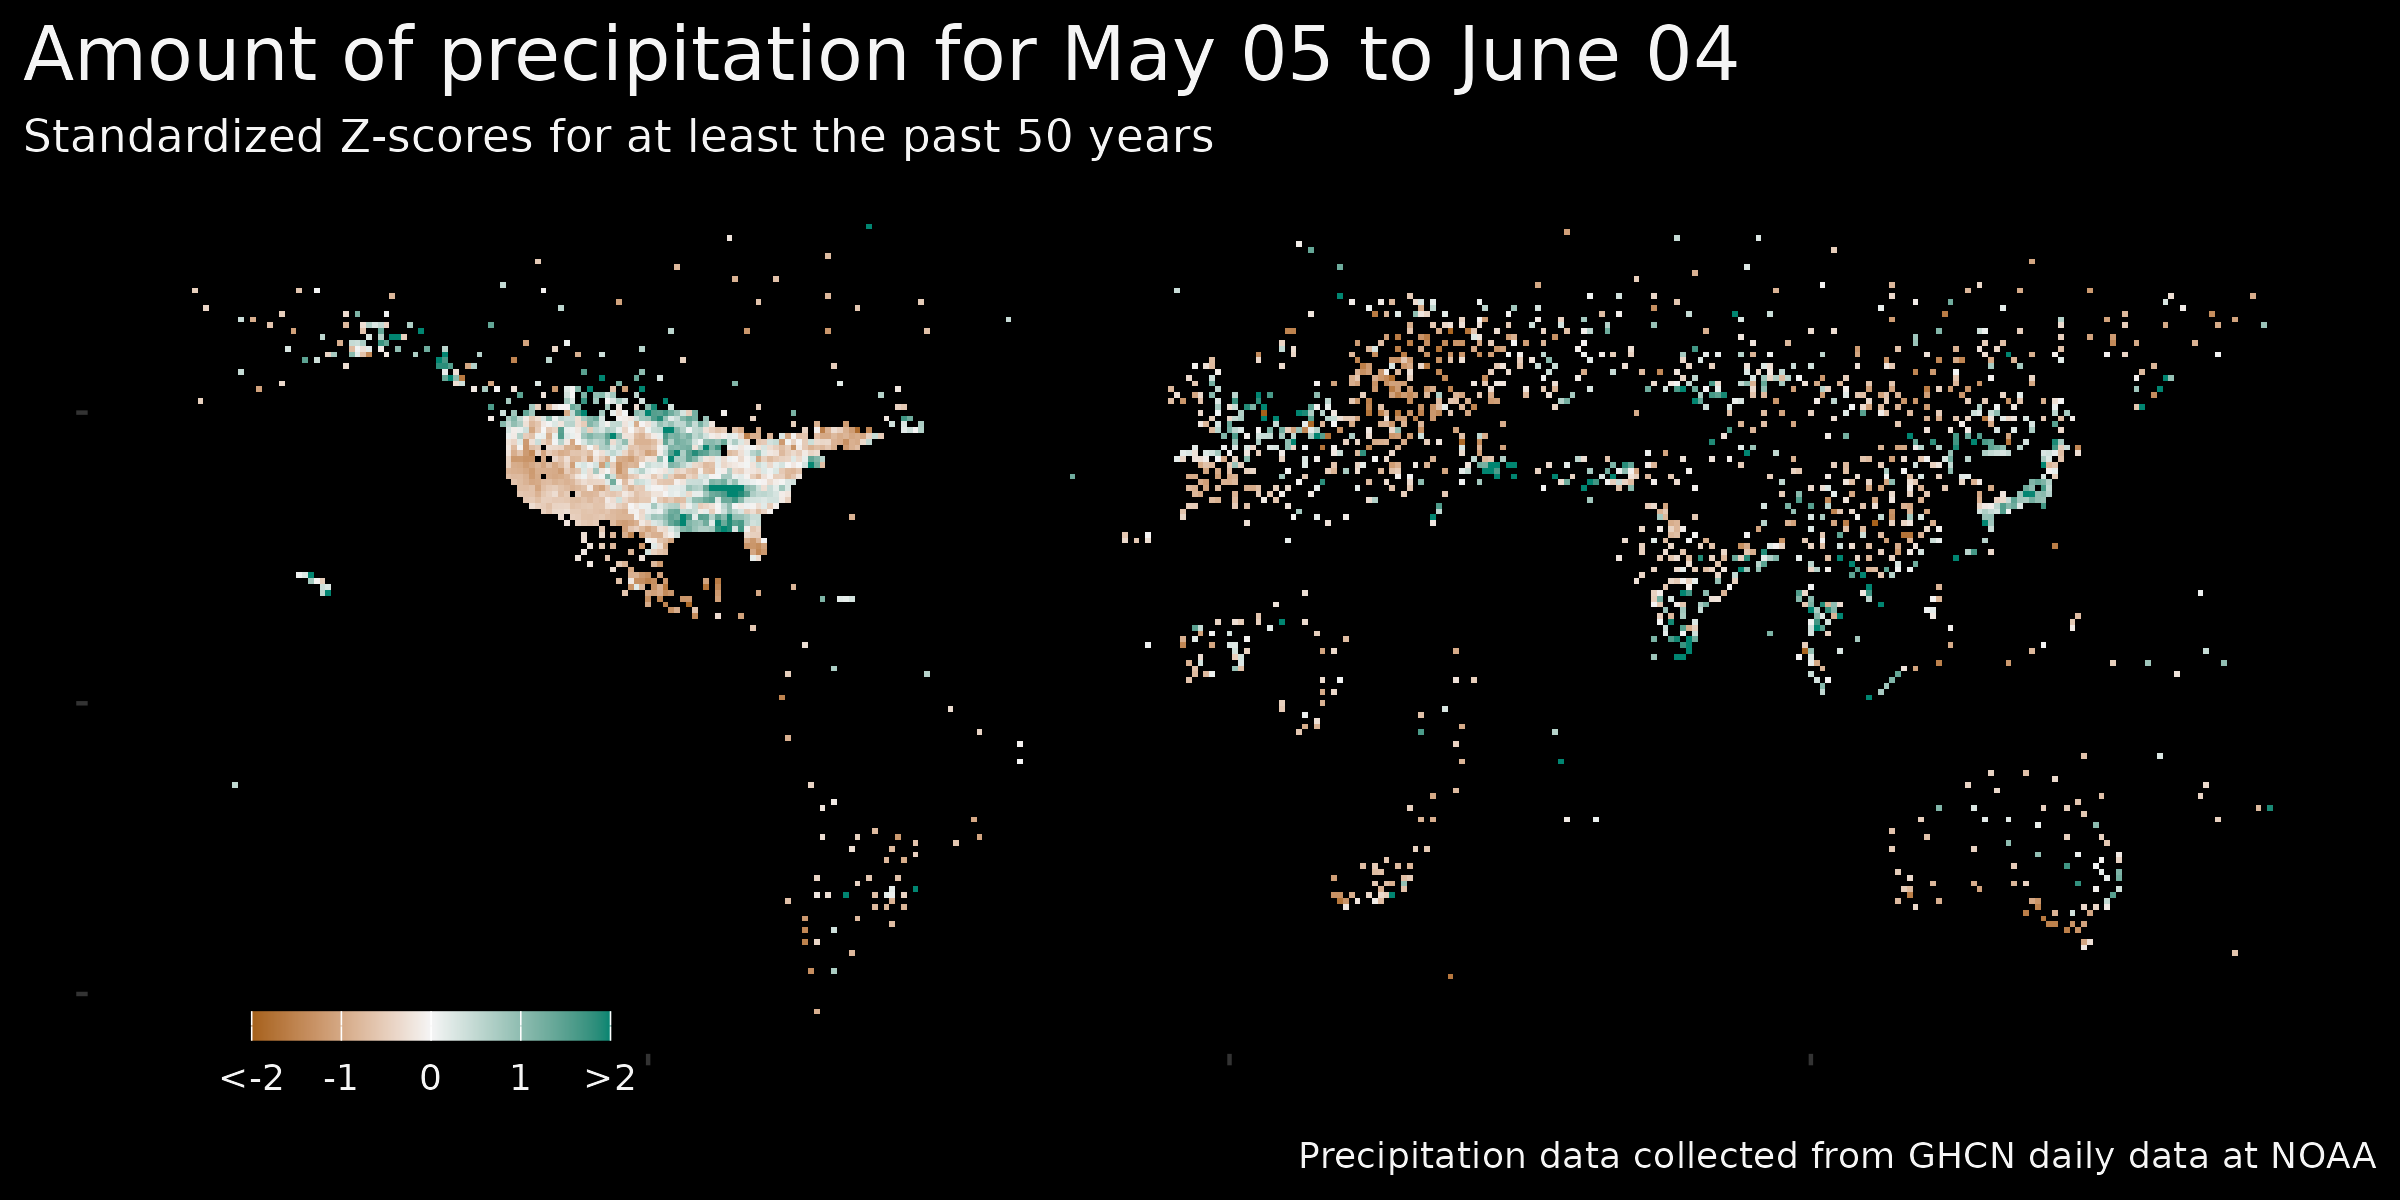 Amount of precipitation for May 05 to June 04
Standardized Z-scores for at least the past 50 years
<-2 -1 0 1 >2
Precipitation data collected from GHCN daily data at NOAA